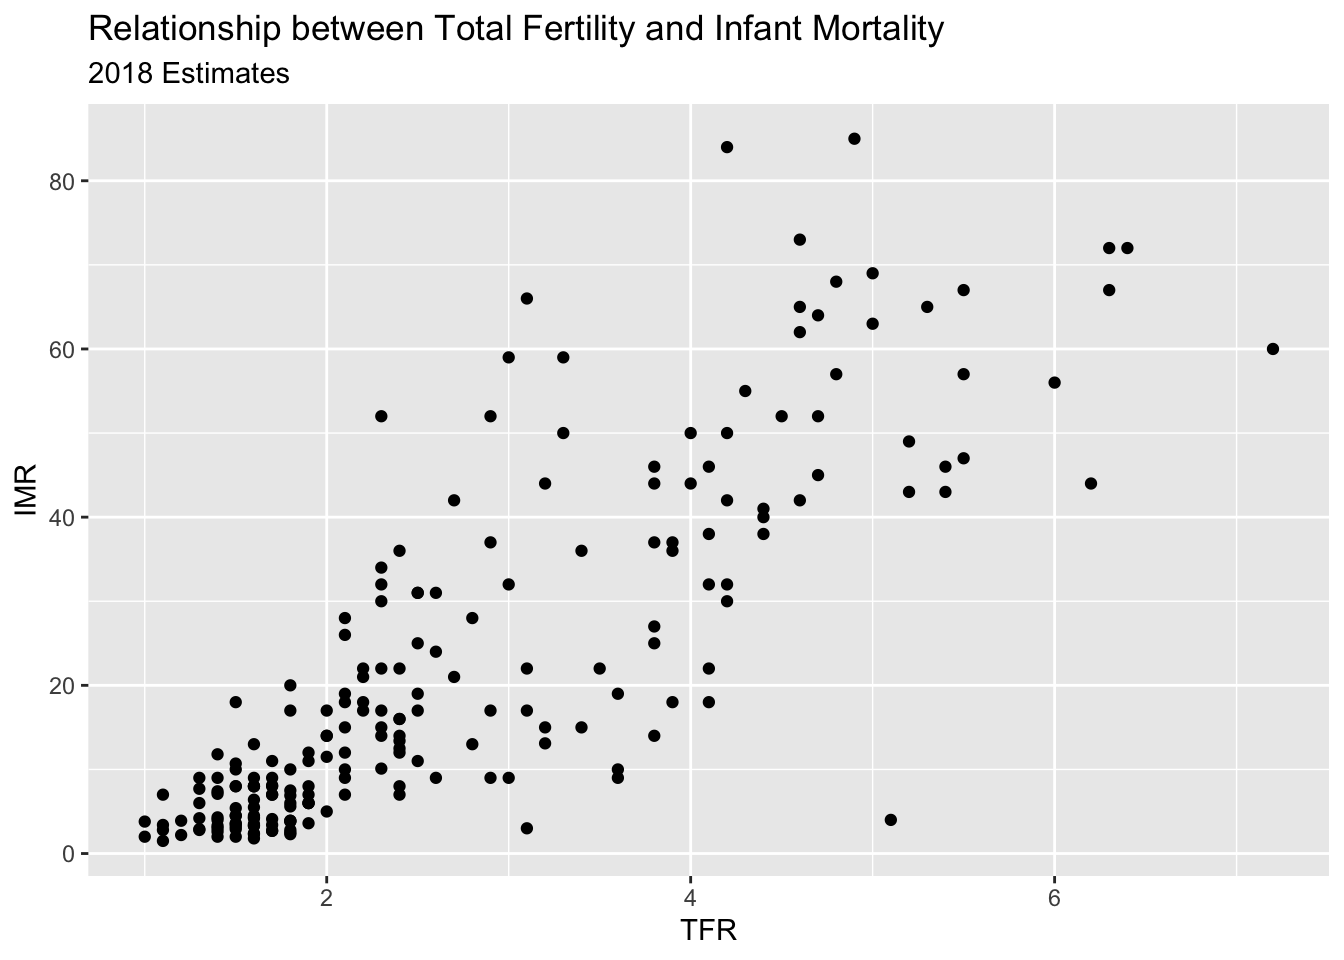 Relationship between Total Fertility and Infant Mortality
2018 Estimates
80
60
40
20
0
IMR
2
4
6
TFR